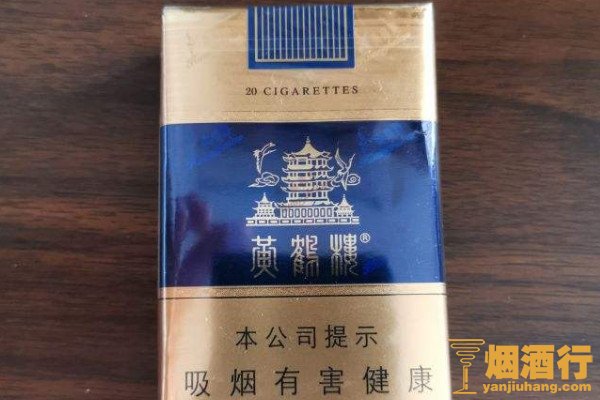 20 CIGARETTES
黄鹤楼®
本公司提示
吸烟有害健康
烟酒行
yanjiuhang.com